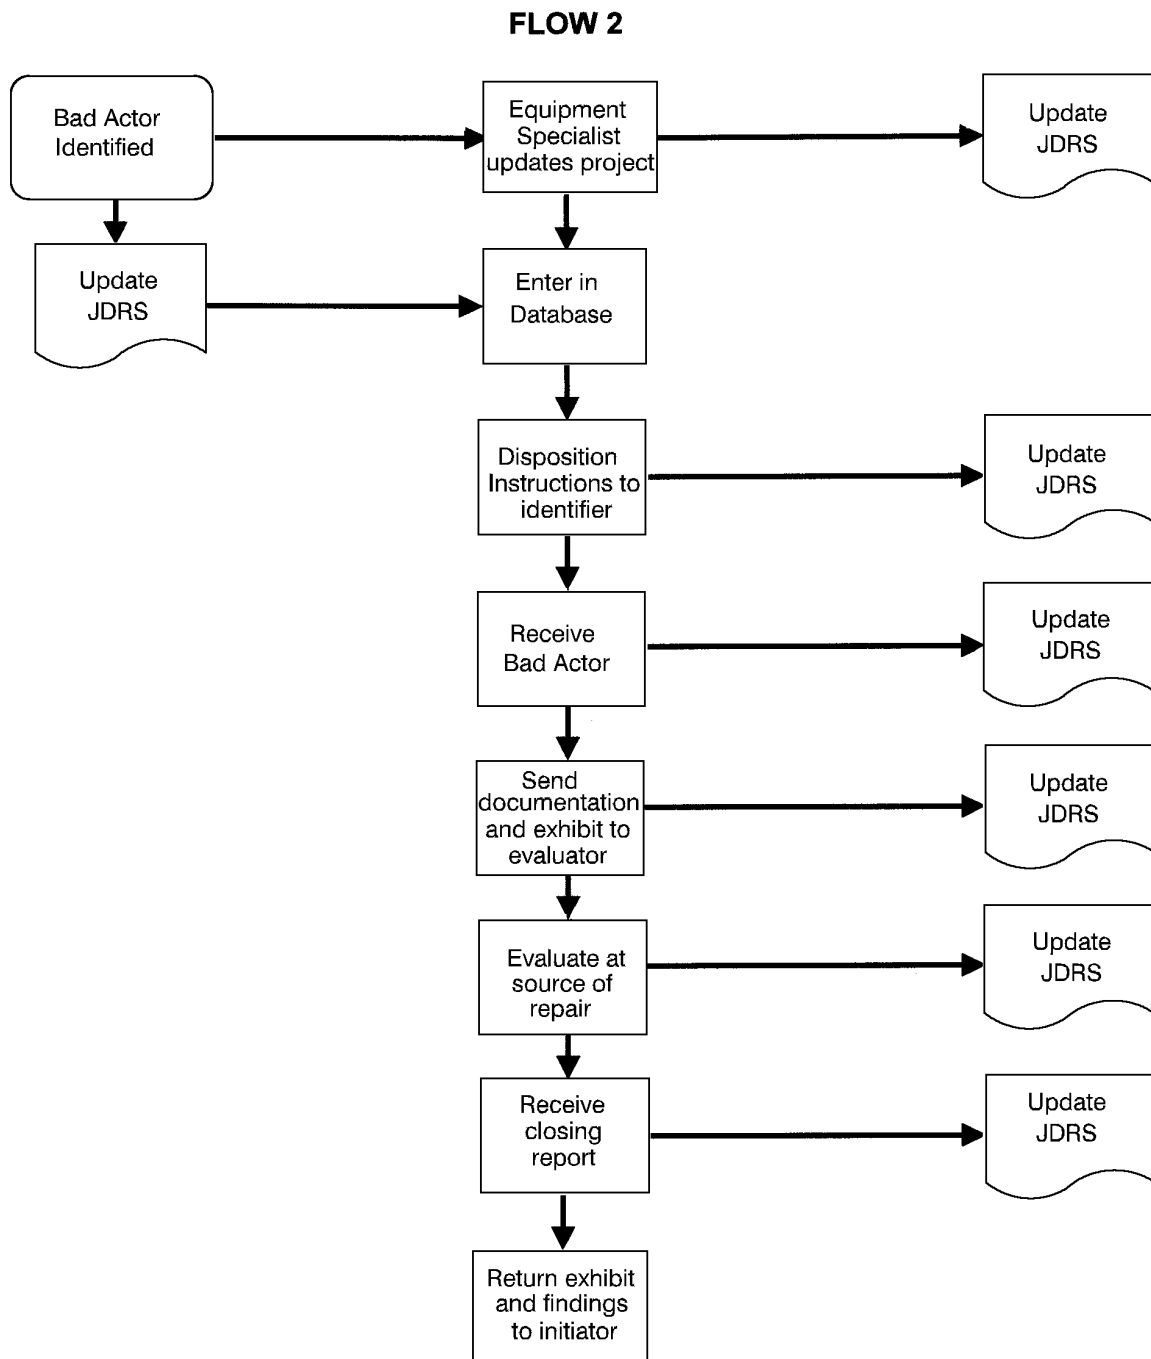 FLOW 2
Bad Actor
Identified
Equipment
Specialist
updates project
Update
JDRS
Update
JDRS
Enter in
Database
Disposition
Instructions to
identifier
Update
JDRS
Receive
Bad Actor
Update
JDRS
Send
documentation
and exhibit to
evaluator
Update
JDRS
Evaluate at
source of
repair
Update
JDRS
Receive
closing
report
Update
JDRS
Return exhibit
and findings
to initiator